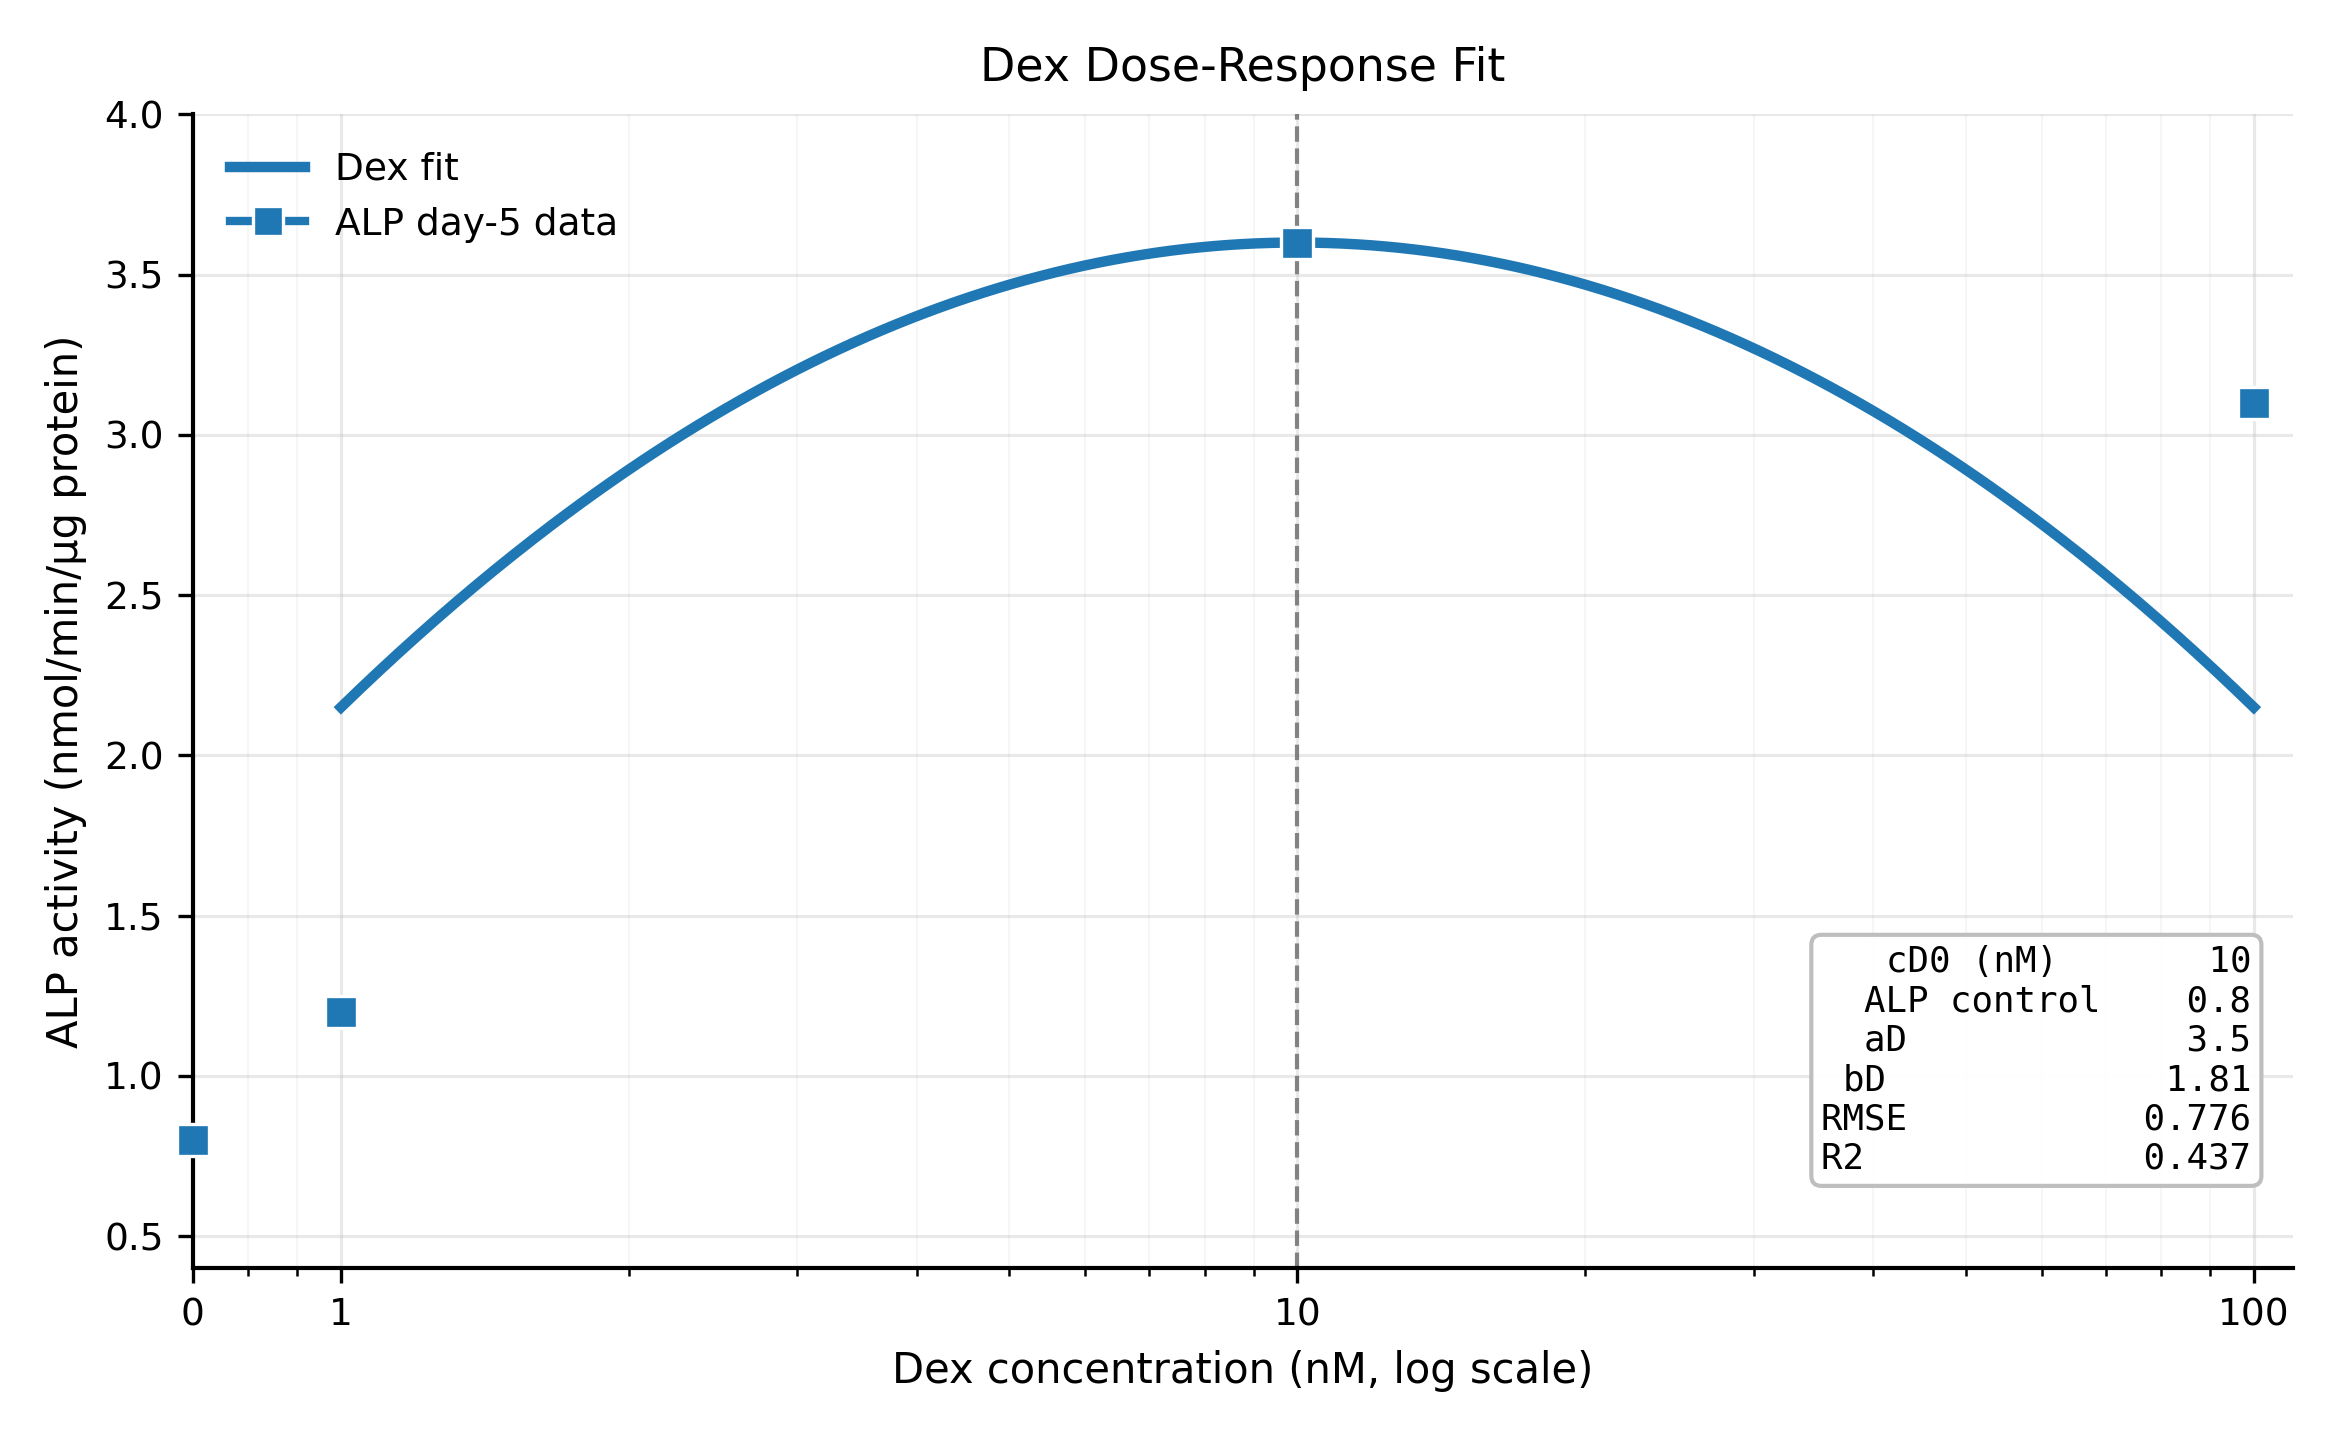 Dex Dose-Response Fit
Dex fit
ALP day-5 data
ALP activity (nmol/min/µg protein)
4.0
3.5
3.0
2.5
2.0
1.5
1.0
0.5
cD0 (nM) 10
ALP control 0.8
aD 3.5
bD 1.81
RMSE 0.776
R2 0.437
0 1 10 100
Dex concentration (nM, log scale)